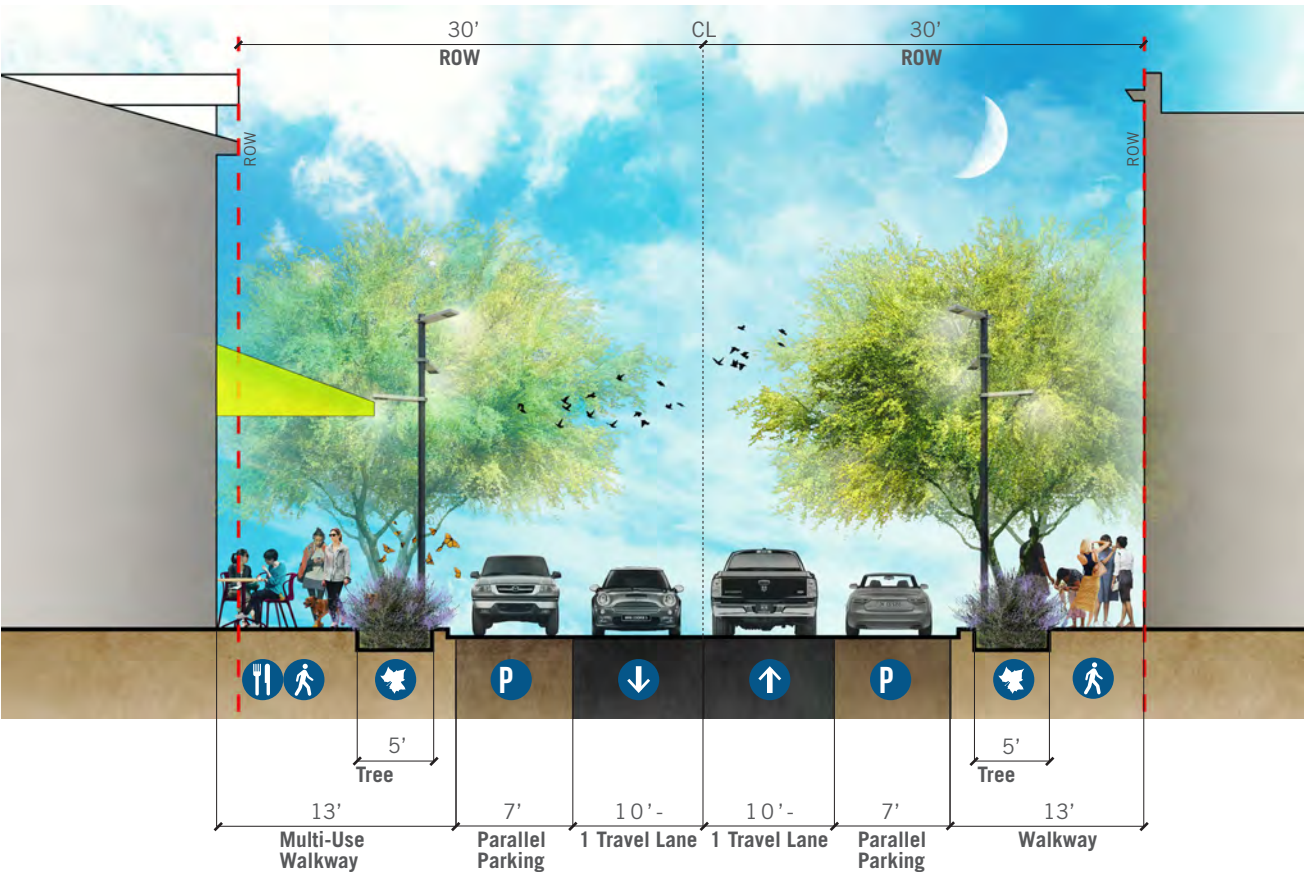 30’ CL 30’
ROW ROW
ROW ROW
P P
5’ 5’
Tree Tree
13’ 7’ 10’- 10’- 7’ 13’
Multi-Use Walkway Parallel Parking 1 Travel Lane 1 Travel Lane Parallel Parking Walkway